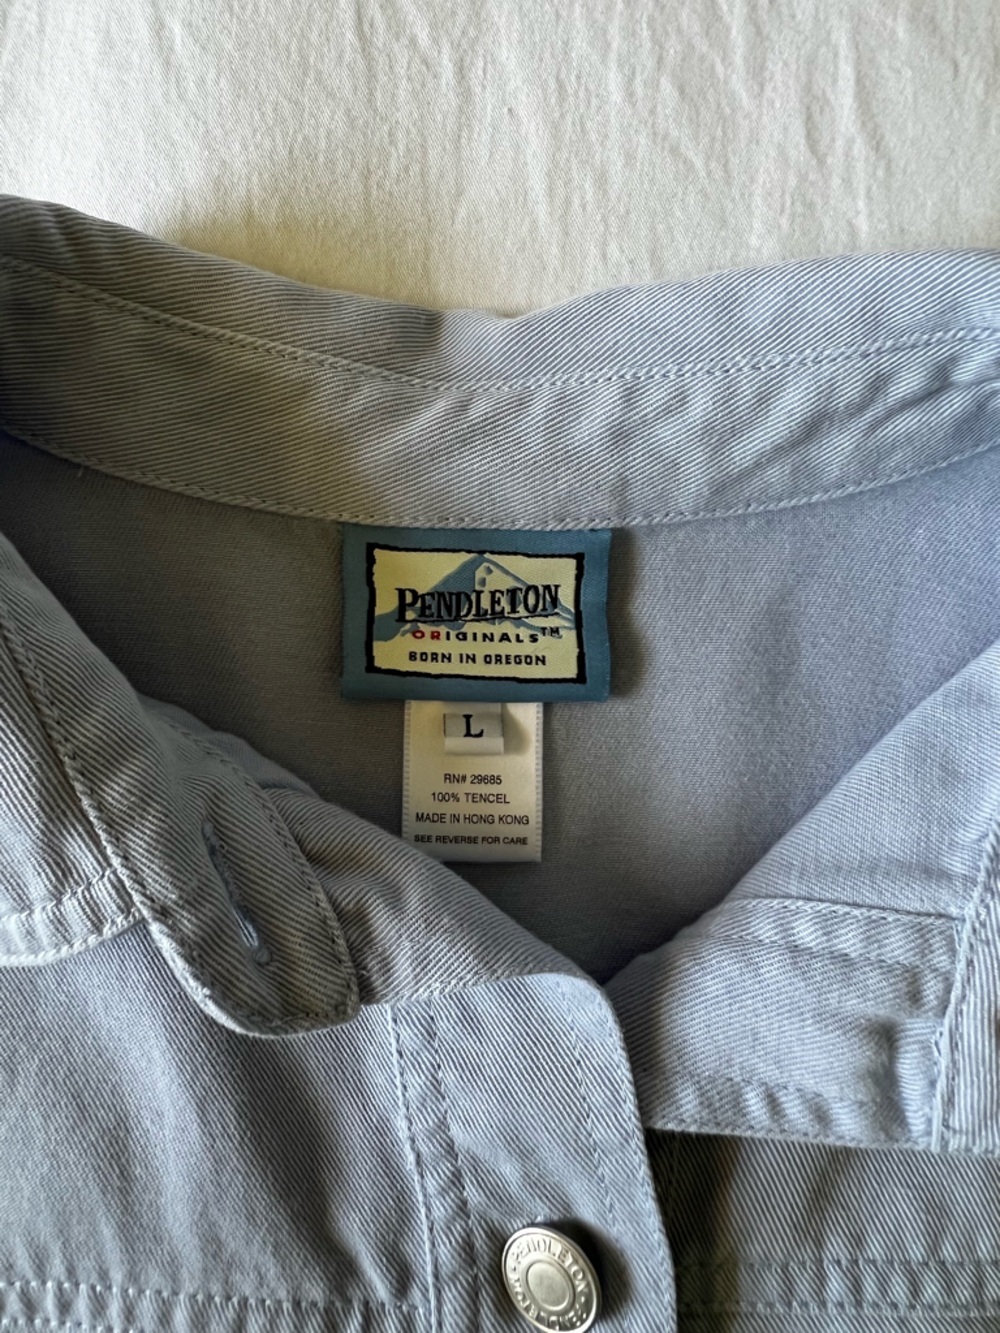 PENDLETON
ORIGINALS™
BORN IN OREGON
L
RN# 29685
100% TENCEL
MADE IN HONG KONG
SEE REVERSE FOR CARE
PENDLETON